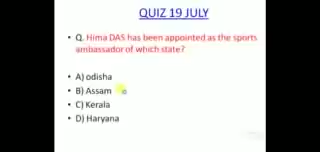 QUIZ 19 JULY
• Q. Hima DAS has been appointed as the sports
ambassador of which state?
• A) odisha
• B) Assam
• C) Kerala
• D) Haryana